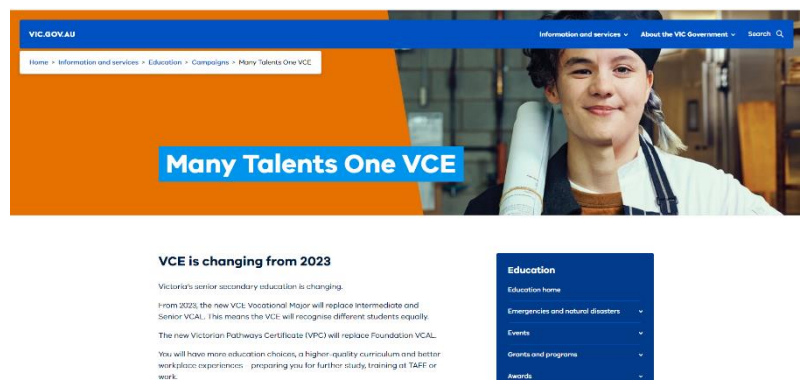 VIC.GOV.AU
Information and services
About the VIC Government
Search
Home > Information and services > Education > Campaigns > Many Talents One VCE
Many Talents One VCE
VCE is changing from 2023
Victoria's senior secondary education is changing.
From 2023, the new VCE Vocational Major will replace Intermediate and
Senior VCAL. This means the VCE will recognise different students equally.
The new Victorian Pathways Certificate (VPC) will replace Foundation VCAL.
You will have more education choices, a higher-quality curriculum and better
workplace experiences – preparing you for further study, training at TAFE or
work.
Education
Education home
Emergencies and natural disasters
Events
Grants and programs
Awards